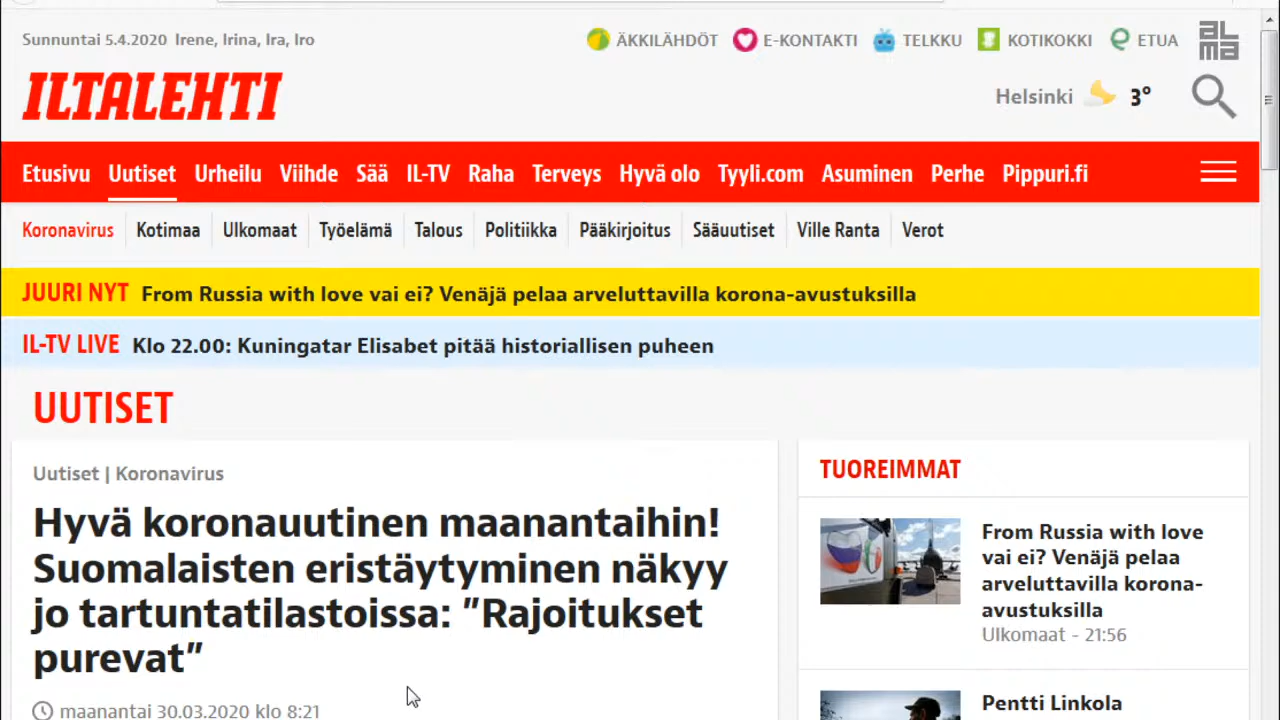 Sunnuntai 5.4.2020 Irene, Irina, Ira, Iro
ÄKKILÄHDÖT E-KONTAKTI TELKKU KOTIKOKKI ETUA
ALMA
ILTALEHTI
Helsinki 3°
Etusivu Uutiset Urheilu Viihde Sää IL-TV Raha Terveys Hyvä olo Tyyli.com Asuminen Perhe Pippuri.fi
Koronavirus Kotimaa Ulkomaat Työelämä Talous Politiikka Pääkirjoitus Sääuutiset Ville Ranta Verot
JUURI NYT From Russia with love vai ei? Venäjä pelaa arveluttavilla korona-avustuksilla
IL-TV LIVE Klo 22.00: Kuningatar Elisabet pitää historiallisen puheen
UUTISET
Uutiset | Koronavirus
Hyvä koronauutinen maanantaihin!
Suomalaisten eristäytyminen näkyy
jo tartuntatilastoissa: ”Rajoitukset
purevat”
maanantai 30.03.2020 klo 8:21
TUOREIMMAT
From Russia with love
vai ei? Venäjä pelaa
arveluttavilla korona-
avustuksilla
Ulkomaat - 21:56
Pentti Linkola